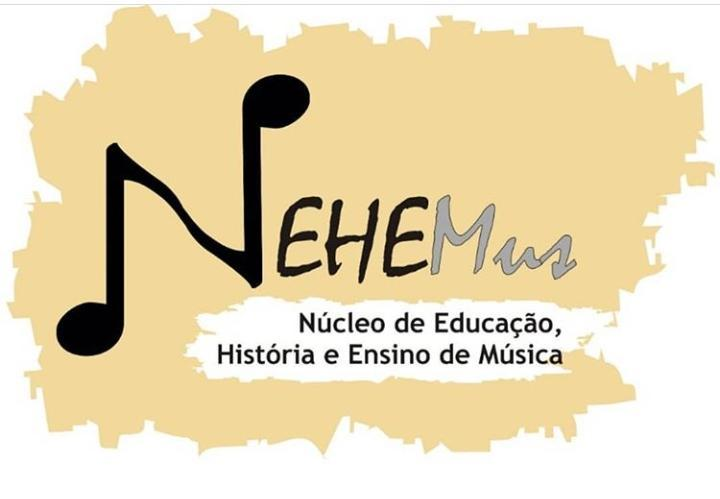 NEHEMus
Núcleo de Educação,
História e Ensino de Música